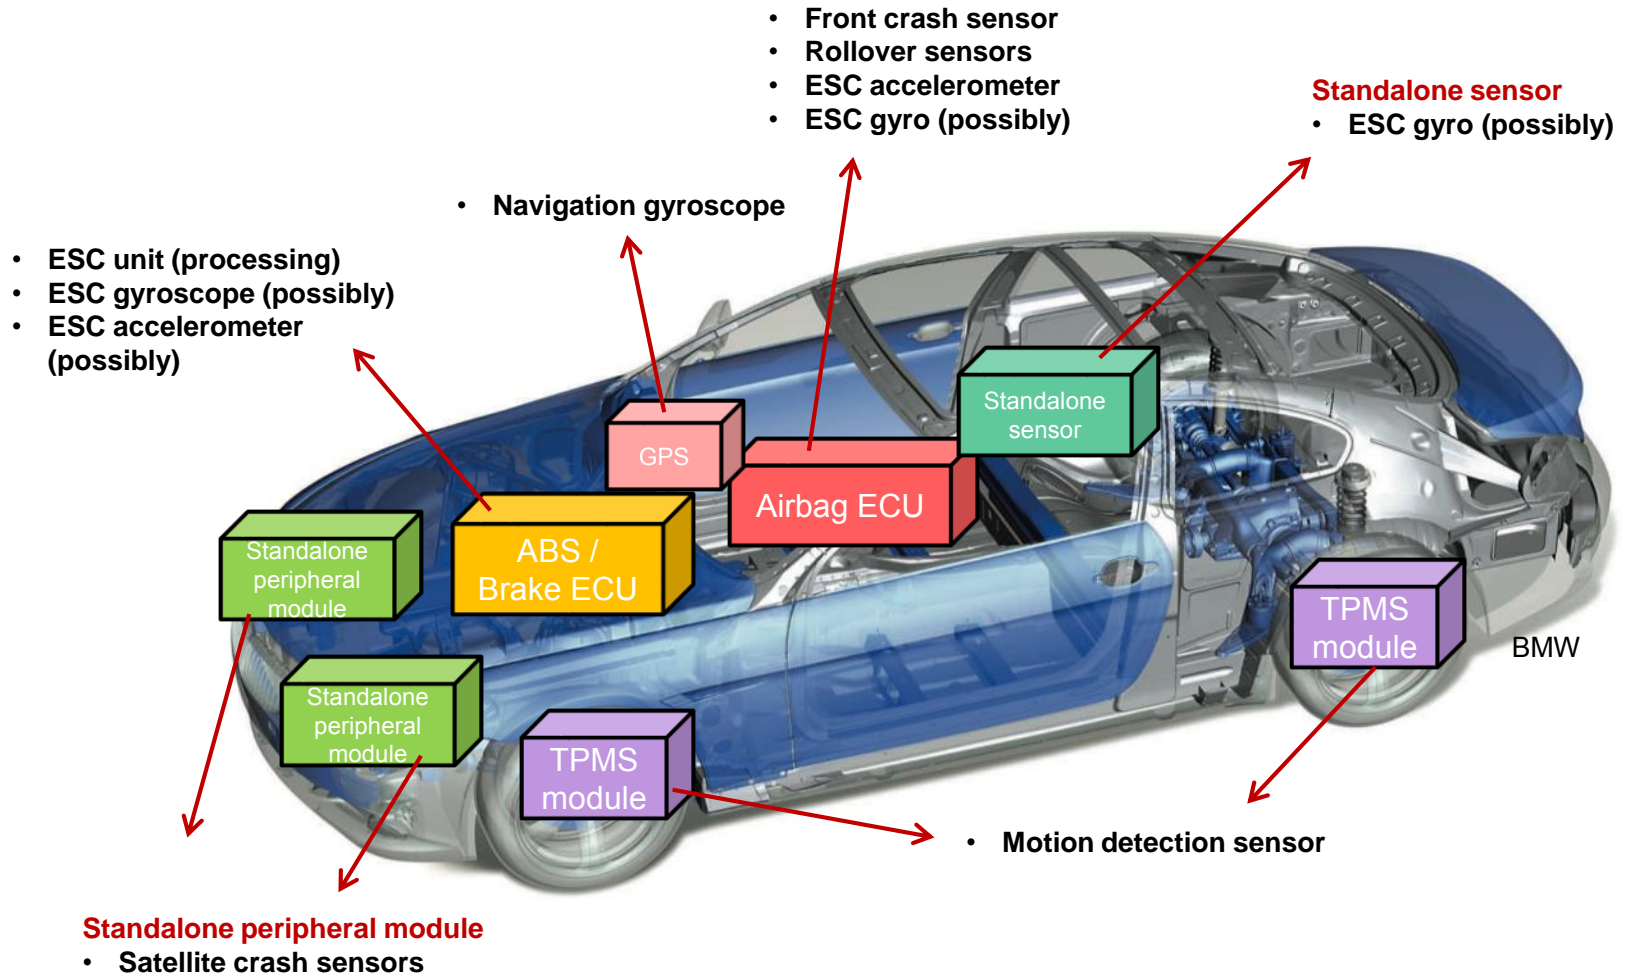 • Front crash sensor
• Rollover sensors
• ESC accelerometer
• ESC gyro (possibly)
Standalone sensor
• ESC gyro (possibly)
• Navigation gyroscope
• ESC unit (processing)
• ESC gyroscope (possibly)
• ESC accelerometer
(possibly)
Standalone
sensor
GPS
Airbag ECU
ABS /
Brake ECU
Standalone
peripheral
module
Standalone
peripheral
module
TPMS
module
TPMS
module
BMW
• Motion detection sensor
Standalone peripheral module
• Satellite crash sensors